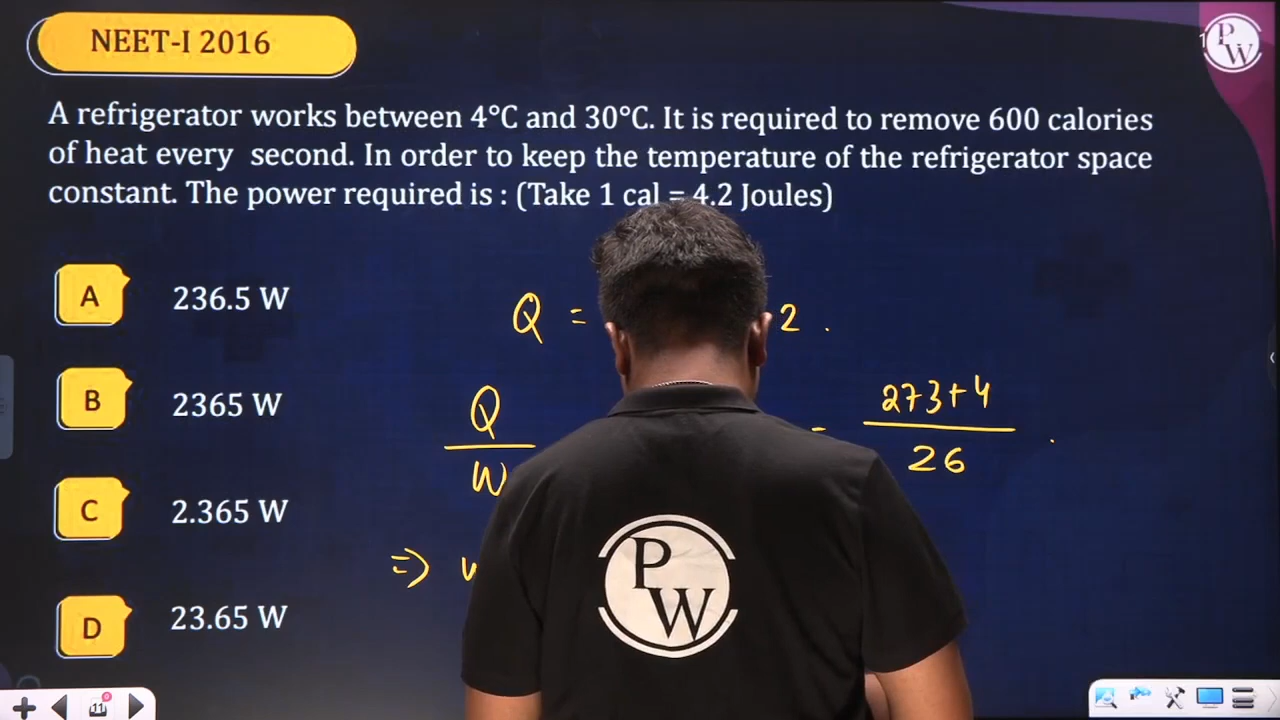 NEET-I 2016
PW
A refrigerator works between 4°C and 30°C. It is required to remove 600 calories
of heat every second. In order to keep the temperature of the refrigerator space
constant. The power required is : (Take 1 cal = 4.2 Joules)
A 236.5 W
Q = 2 .
B 2365 W
Q
W
= 273+4
26
C 2.365 W
⇒
D 23.65 W
PW
11